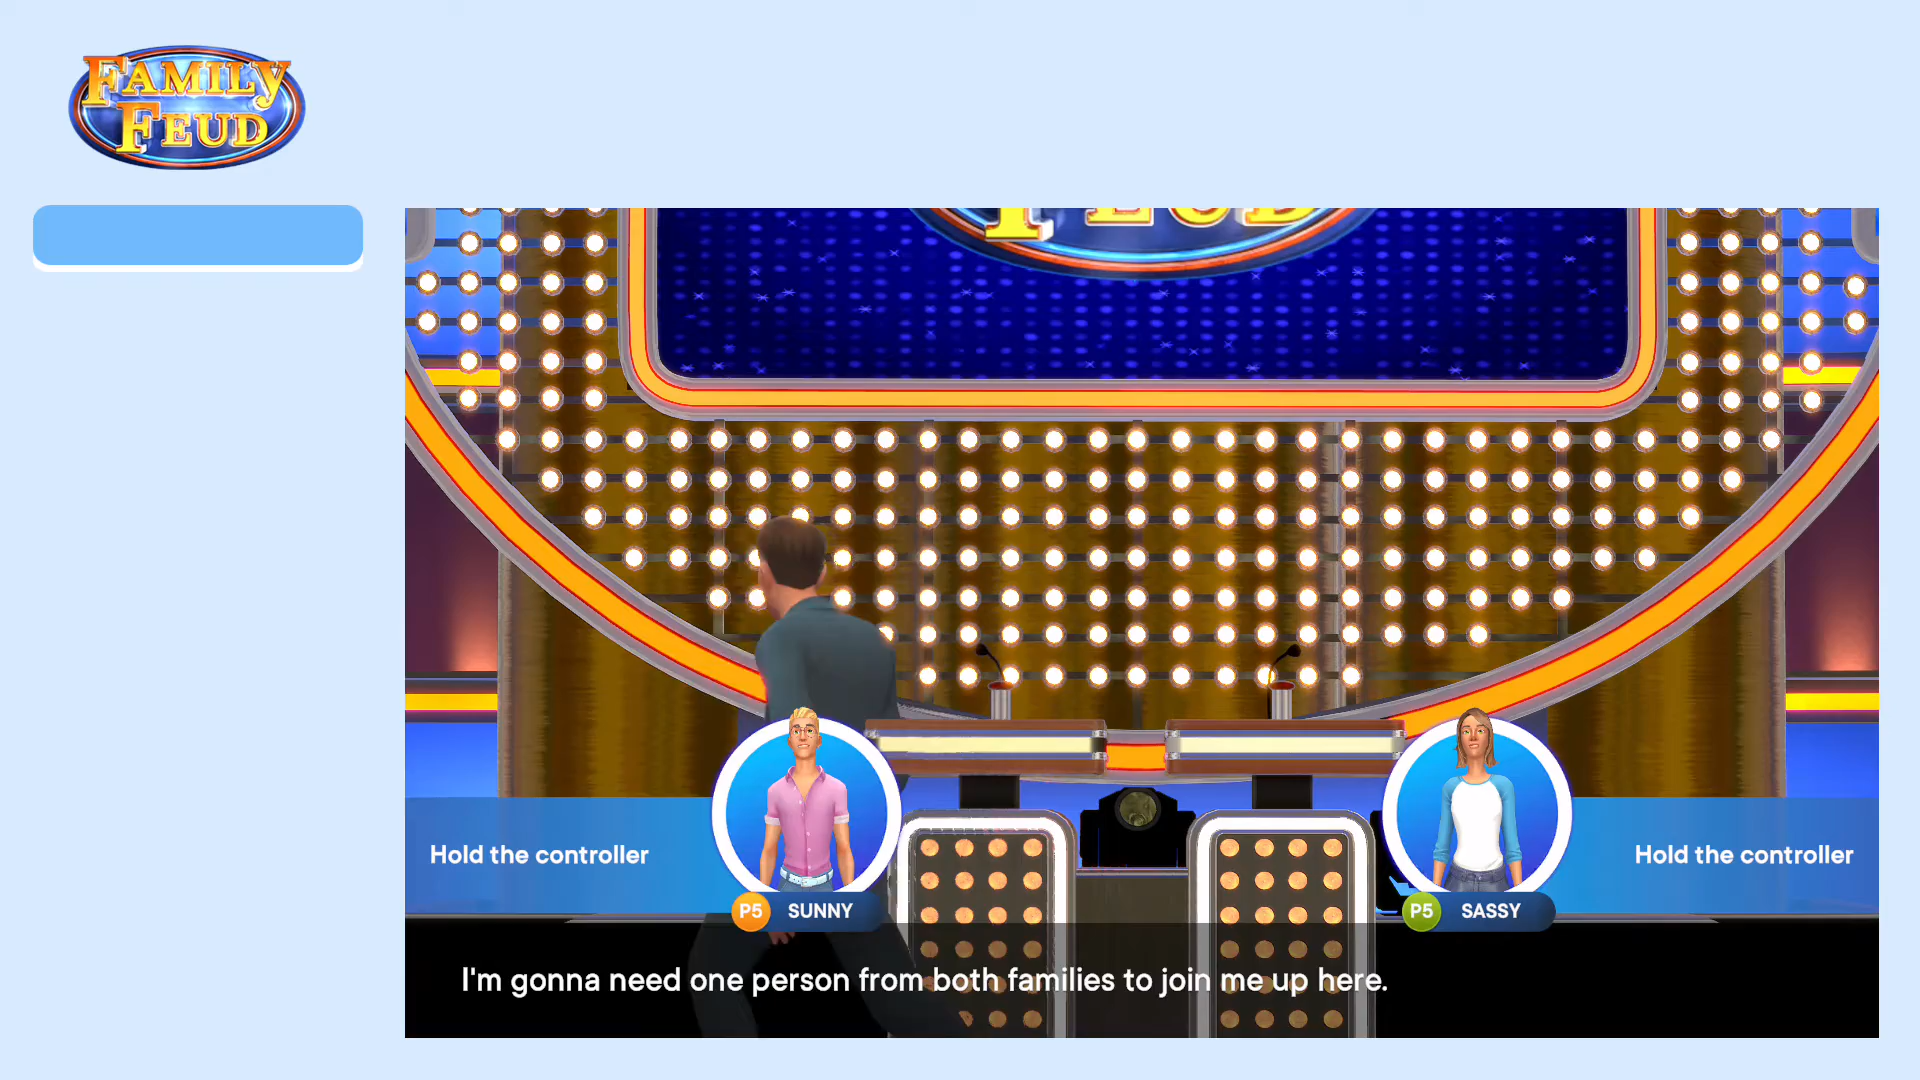 FAMILY
FEUD
FEUD
Hold the controller
Hold the controller
P5 SUNNY
P5 SASSY
I'm gonna need one person from both families to join me up here.